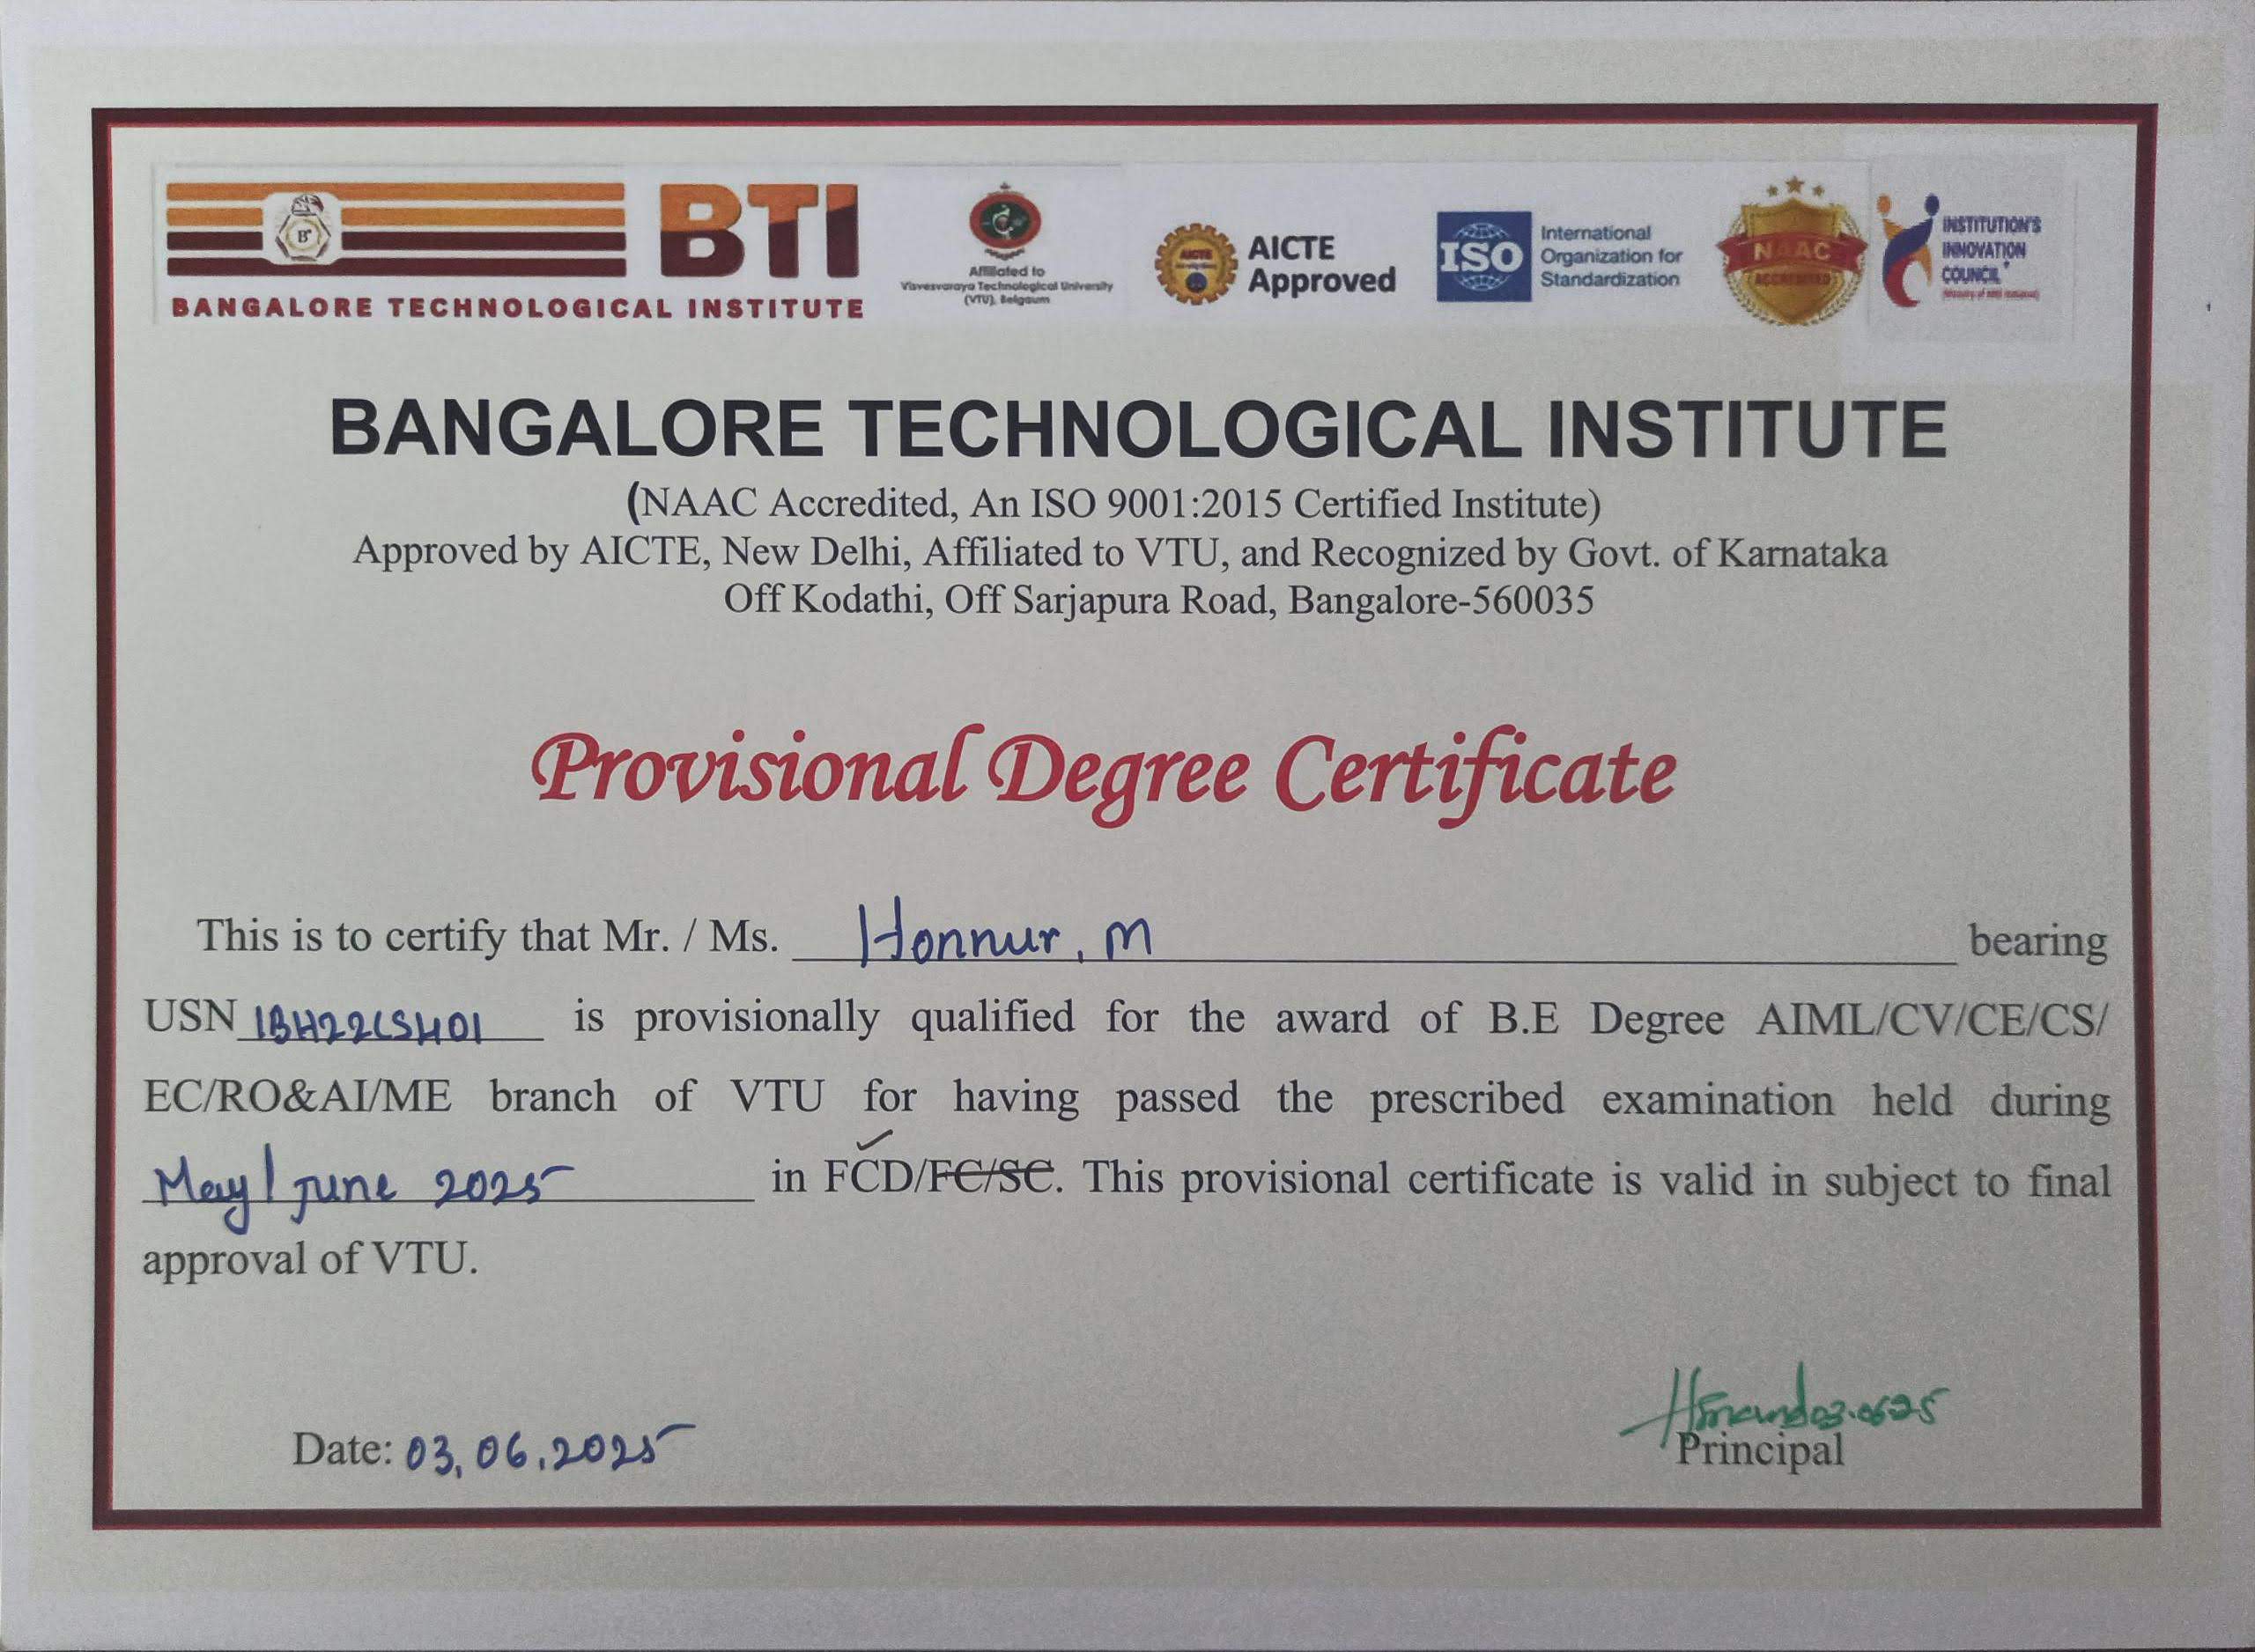 BTI
BANGALORE TECHNOLOGICAL INSTITUTE
Affiliated to
Visvesvaraya Technological University
(VTU), Belgaum
AICTE
Approved
ISO
International
Organization for
Standardization
NAAC
ACCREDITED
INSTITUTION'S
INNOVATION
COUNCIL
BANGALORE TECHNOLOGICAL INSTITUTE
(NAAC Accredited, An ISO 9001:2015 Certified Institute)
Approved by AICTE, New Delhi, Affiliated to VTU, and Recognized by Govt. of Karnataka
Off Kodathi, Off Sarjapura Road, Bangalore-560035
Provisional Degree Certificate
This is to certify that Mr. / Ms. Honnur, M bearing
USN 1BH22CS401 is provisionally qualified for the award of B.E Degree AIML/CV/CE/CS/
EC/RO&AI/ME branch of VTU for having passed the prescribed examination held during
May/June 2025 in FCD/FC/SC. This provisional certificate is valid in subject to final
approval of VTU.
Date: 03,06,2025
03.06.25
Principal